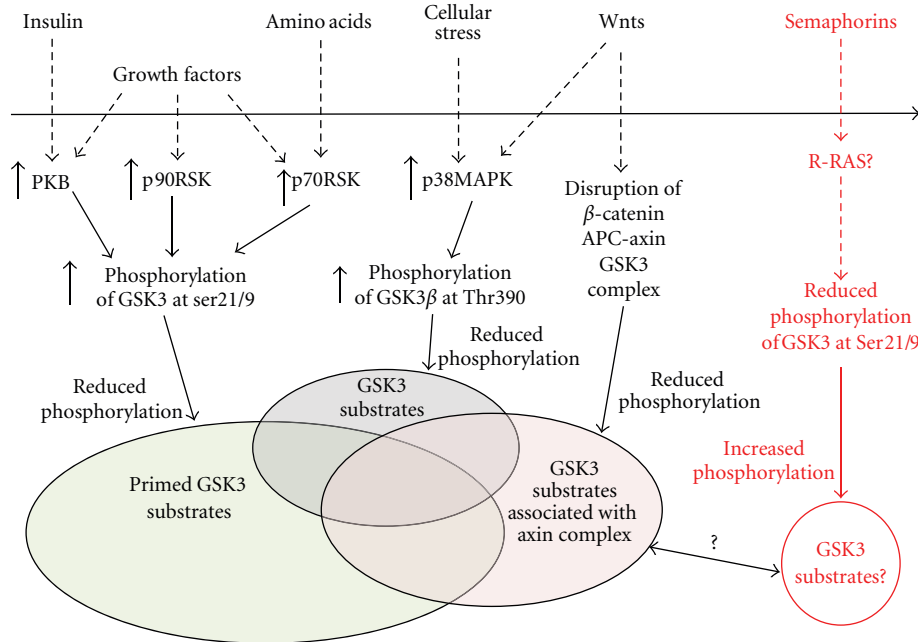 Insulin
Amino acids
Cellular
stress
Wnts
Semaphorins
Growth factors
PKB
p90RSK
p70RSK
p38MAPK
Disruption of
β-catenin
APC-axin
GSK3
complex
R-RAS?
Phosphorylation
of GSK3 at ser21/9
Phosphorylation
of GSK3β at Thr390
Reduced
phosphorylation
of GSK3 at Ser21/9
Reduced
phosphorylation
Reduced
phosphorylation
Reduced
phosphorylation
Increased
phosphorylation
GSK3
substrates
Primed GSK3
substrates
GSK3
substrates
associated with
axin complex
?
GSK3
substrates?